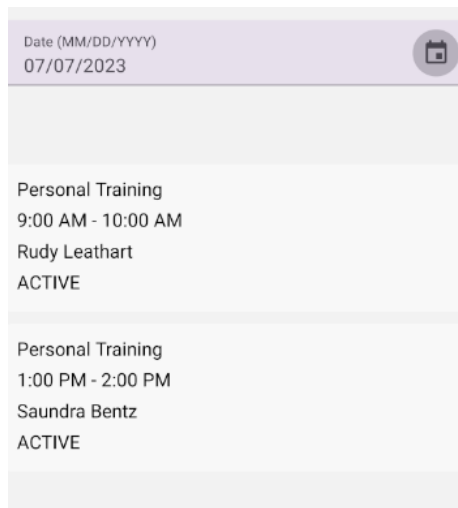 Date (MM/DD/YYYY)
07/07/2023
Personal Training
9:00 AM - 10:00 AM
Rudy Leathart
ACTIVE
Personal Training
1:00 PM - 2:00 PM
Saundra Bentz
ACTIVE